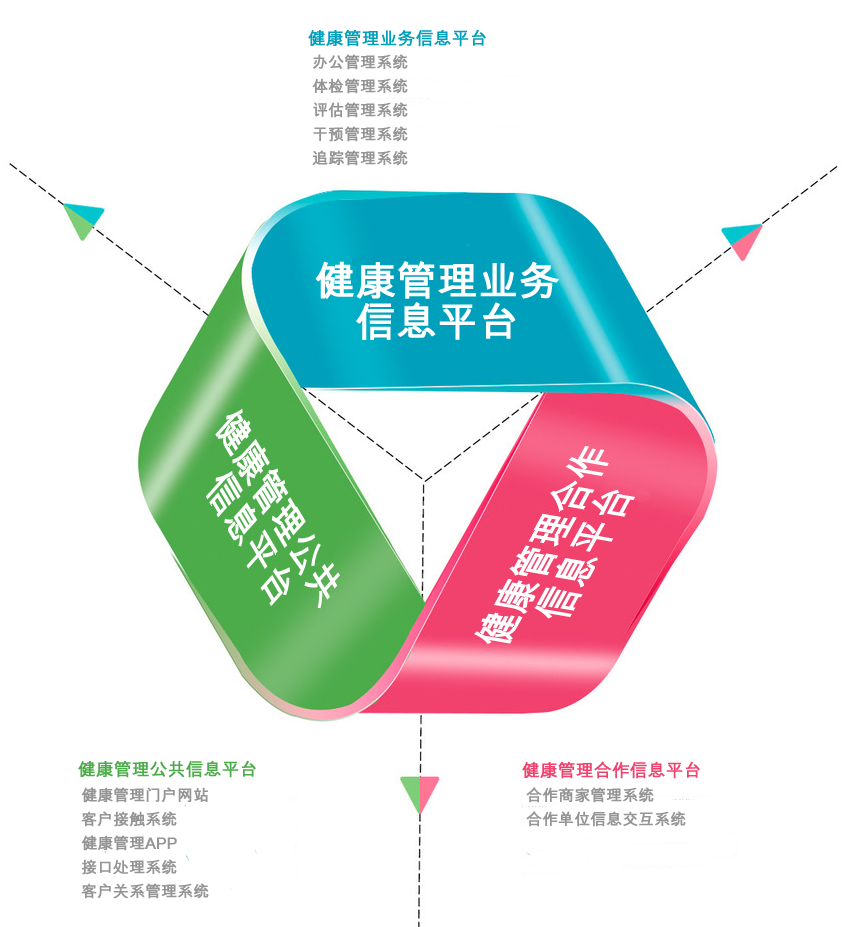 健康管理业务信息平台
办公管理系统
体检管理系统
评估管理系统
干预管理系统
追踪管理系统
健康管理业务
信息平台
健康管理公共
信息平台
健康管理合作
信息平台
健康管理公共信息平台
健康管理门户网站
客户接触系统
健康管理APP
接口处理系统
客户关系管理系统
健康管理合作信息平台
合作商家管理系统
合作单位信息交互系统